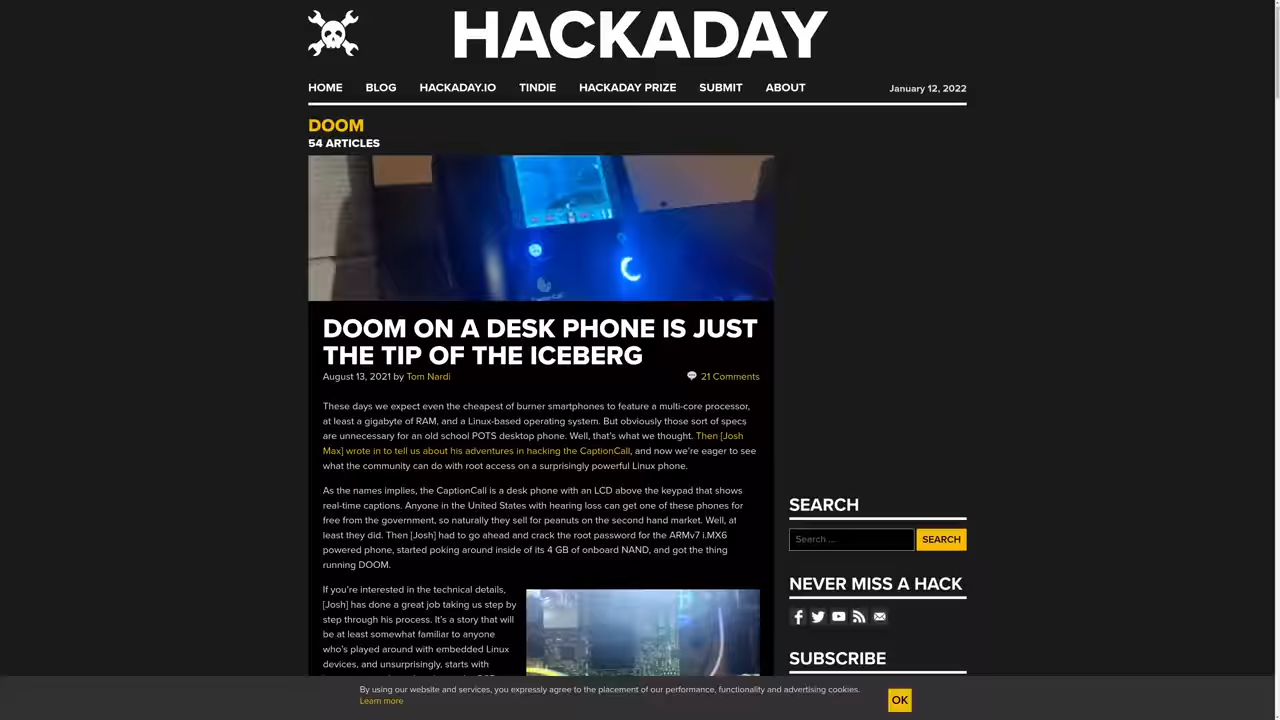 HACKADAY
HOME BLOG HACKADAY.IO TINDIE HACKADAY PRIZE SUBMIT ABOUT January 12, 2022
DOOM
54 ARTICLES
DOOM ON A DESK PHONE IS JUST
THE TIP OF THE ICEBERG
August 13, 2021 by Tom Nardi 21 Comments
These days we expect even the cheapest of burner smartphones to feature a multi-core processor,
at least a gigabyte of RAM, and a Linux-based operating system. But obviously those sort of specs
are unnecessary for an old school POTS desktop phone. Well, that's what we thought. Then [Josh
Max] wrote in to tell us about his adventures in hacking the CaptionCall, and now we're eager to see
what the community can do with root access on a surprisingly powerful Linux phone.
As the names implies, the CaptionCall is a desk phone with an LCD above the keypad that shows
real-time captions. Anyone in the United States with hearing loss can get one of these phones for
free from the government, so naturally they sell for peanuts on the second hand market. Well, at
least they did. Then [Josh] had to go ahead and crack the root password for the ARMv7 i.MX6
powered phone, started poking around inside of its 4 GB of onboard NAND, and got the thing
running DOOM.
If you're interested in the technical details,
[Josh] has done a great job taking us step by
step through his process. It's a story that will
be at least somewhat familiar to anyone
who's played around with embedded Linux
devices, and unsurprisingly, starts with
SEARCH
Search ... SEARCH
NEVER MISS A HACK
SUBSCRIBE
By using our website and services, you expressly agree to the placement of our performance, functionality and advertising cookies.
Learn more
OK